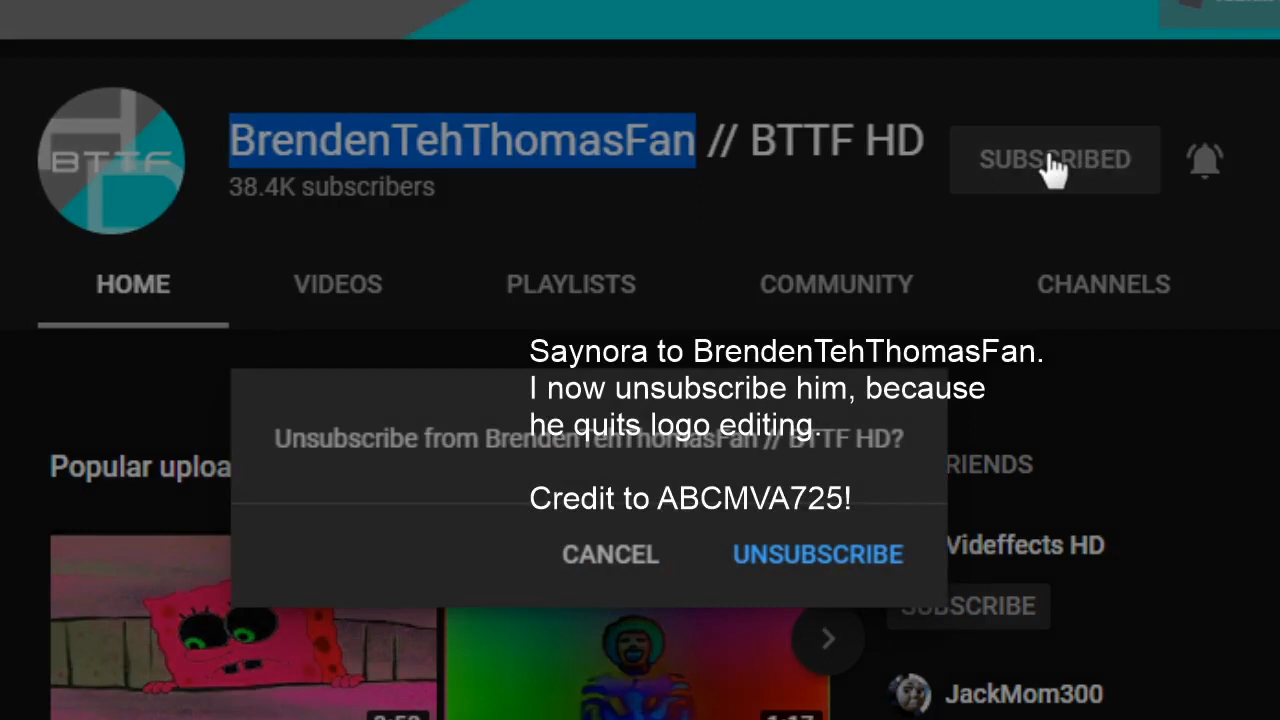 BTTF
BrendenTehThomasFan // BTTF HD
38.4K subscribers
SUBSCRIBED
HOME
VIDEOS
PLAYLISTS
COMMUNITY
CHANNELS
Saynora to BrendenTehThomasFan.
I now unsubscribe him, because
he quits logo editing.
Credit to ABCMVA725!
Unsubscribe from BrendenTehThomasFan // BTTF HD?
CANCEL
UNSUBSCRIBE
Popular uploa
RIENDS
Videffects HD
SUBSCRIBE
JackMom300